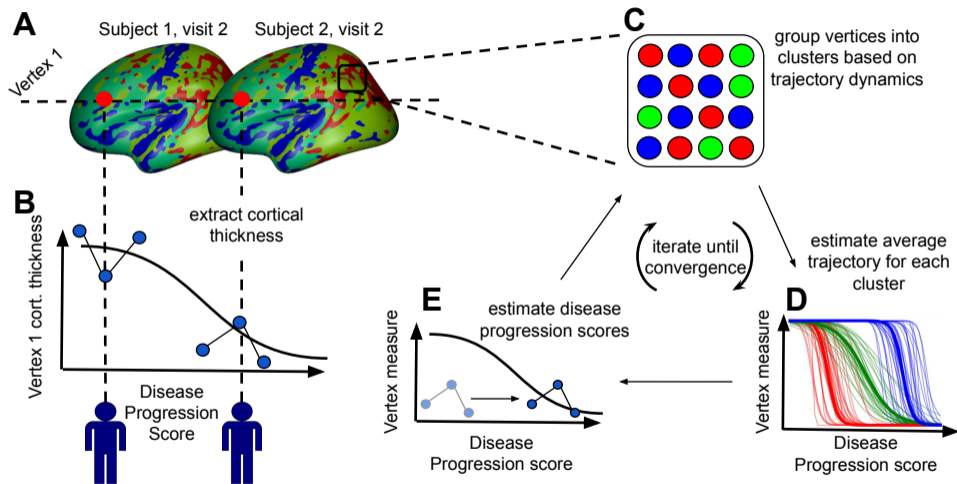 A
Subject 1, visit 2
Subject 2, visit 2
Vertex 1
C
group vertices into
clusters based on
trajectory dynamics
B
extract cortical
thickness
Vertex 1 cort. thickness
Disease
Progression
Score
iterate until
convergence
estimate average
trajectory for each
cluster
E
estimate disease
progression scores
Vertex measure
Disease
Progression score
D
Vertex measure
Disease
Progression score